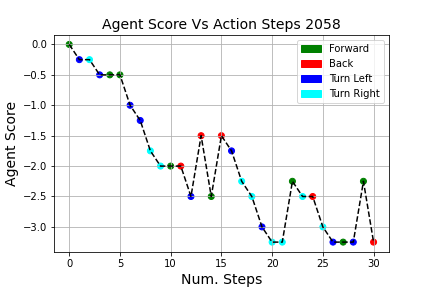 Agent Score Vs Action Steps 2058
Forward
Back
Turn Left
Turn Right
Agent Score
0.0
−0.5
−1.0
−1.5
−2.0
−2.5
−3.0
0 5 10 15 20 25 30
Num. Steps